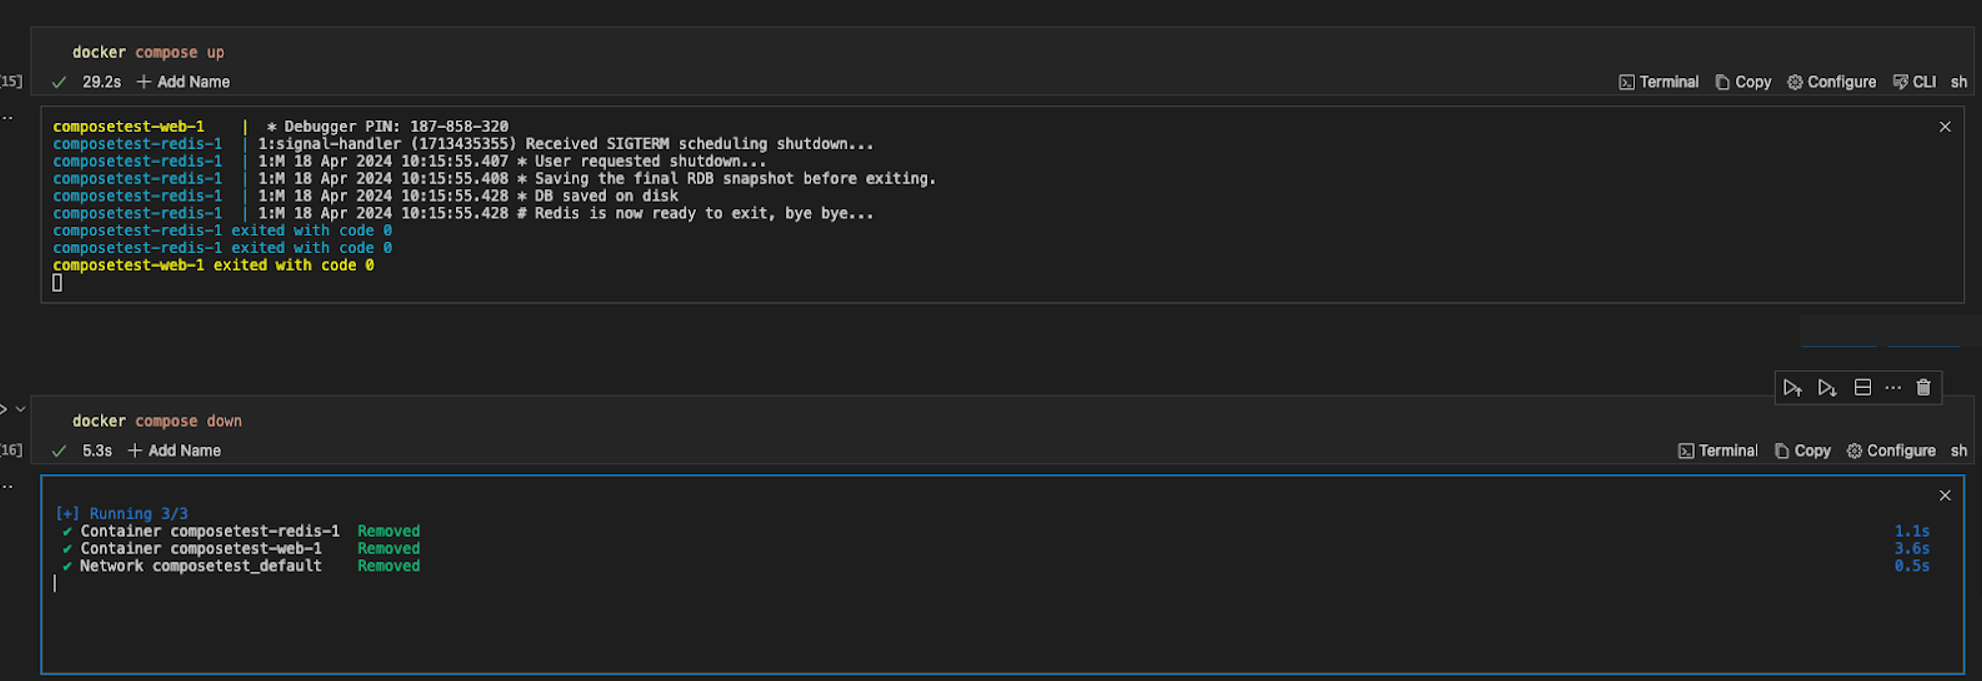 docker compose up
[15] ✓ 29.2s + Add Name Terminal Copy Configure CLI sh
composetest-web-1 | * Debugger PIN: 187-858-320
composetest-redis-1 | 1:signal-handler (1713435355) Received SIGTERM scheduling shutdown...
composetest-redis-1 | 1:M 18 Apr 2024 10:15:55.407 * User requested shutdown...
composetest-redis-1 | 1:M 18 Apr 2024 10:15:55.408 * Saving the final RDB snapshot before exiting.
composetest-redis-1 | 1:M 18 Apr 2024 10:15:55.428 * DB saved on disk
composetest-redis-1 | 1:M 18 Apr 2024 10:15:55.428 # Redis is now ready to exit, bye bye...
composetest-redis-1 exited with code 0
composetest-redis-1 exited with code 0
composetest-web-1 exited with code 0
docker compose down
[16] ✓ 5.3s + Add Name Terminal Copy Configure sh
[+] Running 3/3
✔ Container composetest-redis-1 Removed 1.1s
✔ Container composetest-web-1 Removed 3.6s
✔ Network composetest_default Removed 0.5s